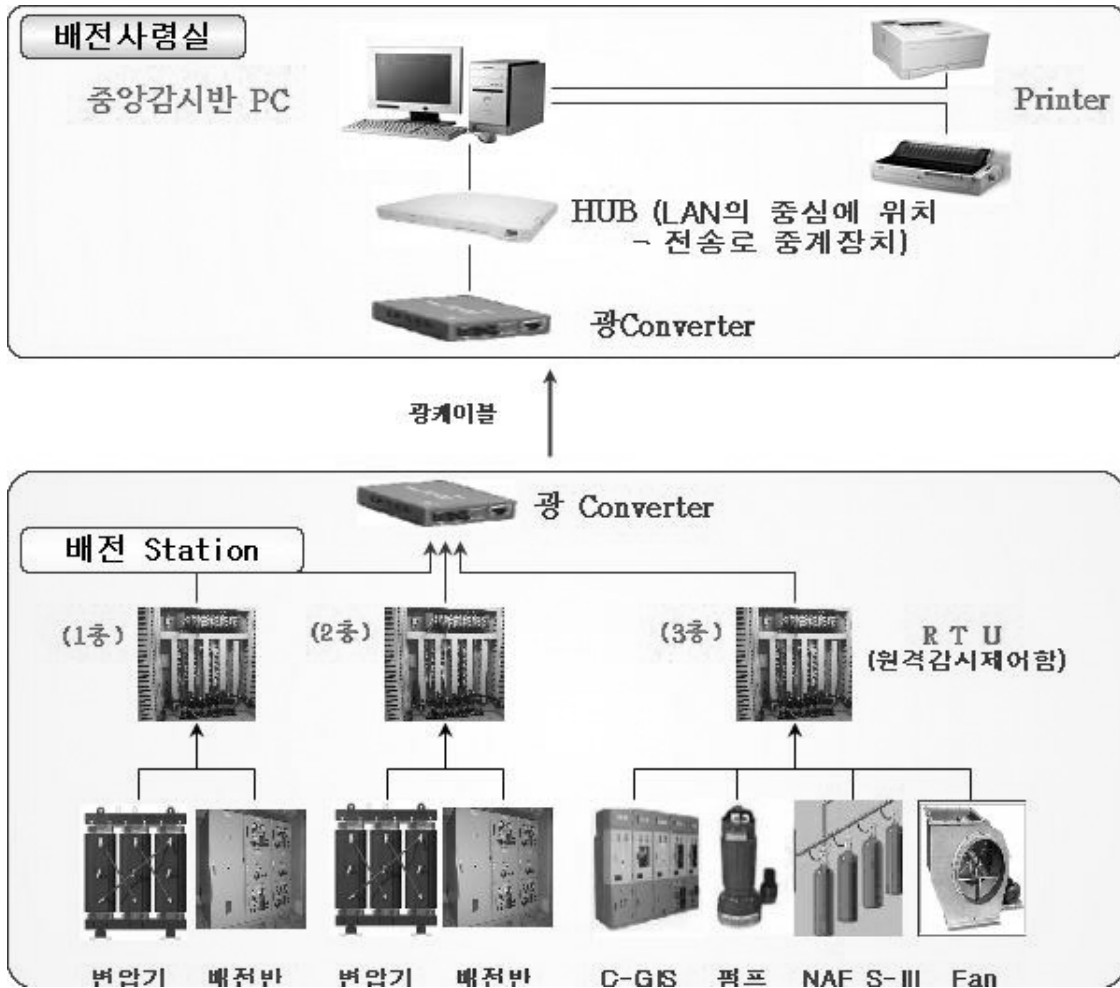 배전사령실
중앙감시반 PC
Printer
HUB (LAN의 중심에 위치
- 전송로 중계장치)
광Converter
광케이블
광 Converter
배전 Station
(1층)
(2층)
(3층)
R T U
(원격감시제어함)
변압기
배전반
변압기
배전반
C-GIS
펌프
NAF S-III
Fan